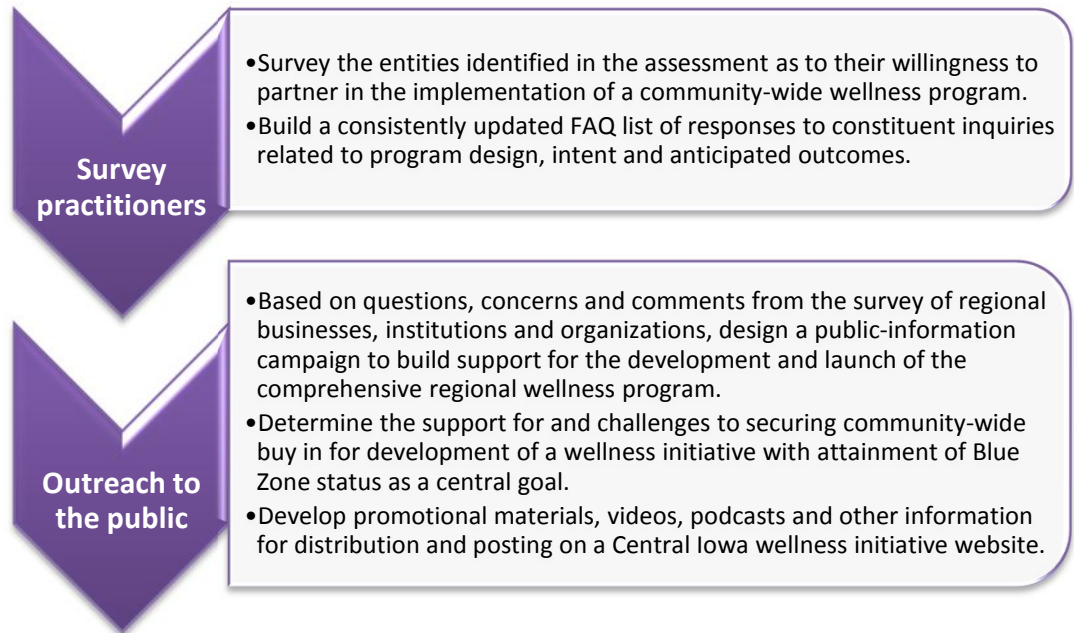 Survey
practitioners
•Survey the entities identified in the assessment as to their willingness to
partner in the implementation of a community-wide wellness program.
•Build a consistently updated FAQ list of responses to constituent inquiries
related to program design, intent and anticipated outcomes.
Outreach to
the public
•Based on questions, concerns and comments from the survey of regional
businesses, institutions and organizations, design a public-information
campaign to build support for the development and launch of the
comprehensive regional wellness program.
•Determine the support for and challenges to securing community-wide
buy in for development of a wellness initiative with attainment of Blue
Zone status as a central goal.
•Develop promotional materials, videos, podcasts and other information
for distribution and posting on a Central Iowa wellness initiative website.